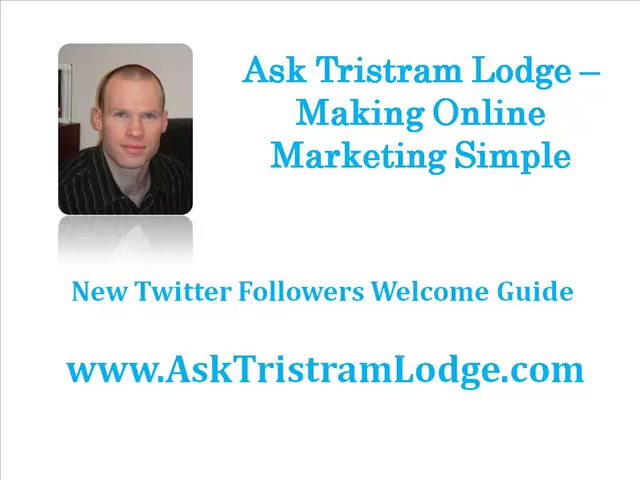 Ask Tristram Lodge –
Making Online
Marketing Simple
New Twitter Followers Welcome Guide
www.AskTristramLodge.com